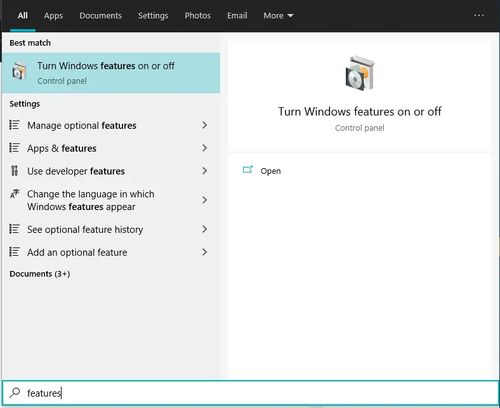 All Apps Documents Settings Photos Email More
Best match
Turn Windows features on or off
Control panel
Settings
Manage optional features
Apps & features
Use developer features
Change the language in which
Windows features appear
See optional feature history
Add an optional feature
Documents (3+)
Turn Windows features on or off
Control panel
Open
features